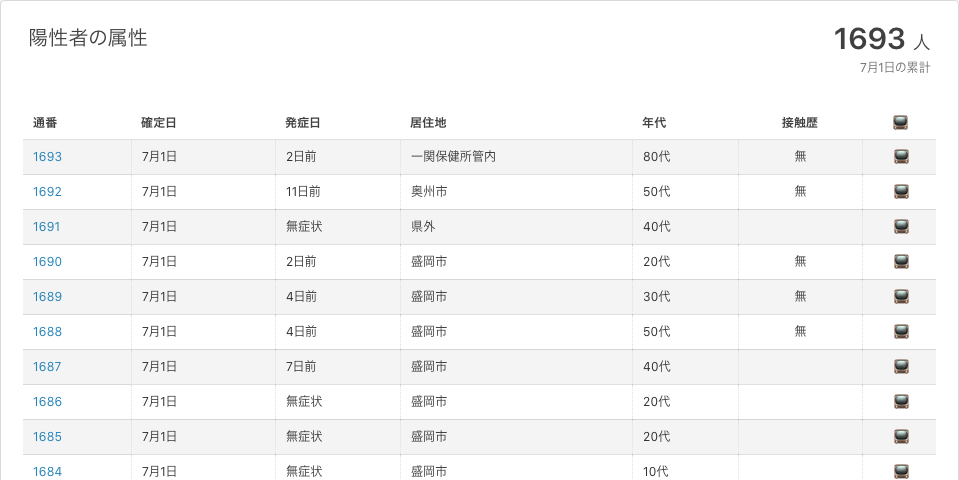 陽性者の属性
1693 人
7月1日の累計
通番 確定日 発症日 居住地 年代 接触歴
1693 7月1日 2日前 一関保健所管内 80代 無
1692 7月1日 11日前 奥州市 50代 無
1691 7月1日 無症状 県外 40代
1690 7月1日 2日前 盛岡市 20代 無
1689 7月1日 4日前 盛岡市 30代 無
1688 7月1日 4日前 盛岡市 50代 無
1687 7月1日 7日前 盛岡市 40代
1686 7月1日 無症状 盛岡市 20代
1685 7月1日 無症状 盛岡市 20代
1684 7月1日 無症状 盛岡市 10代